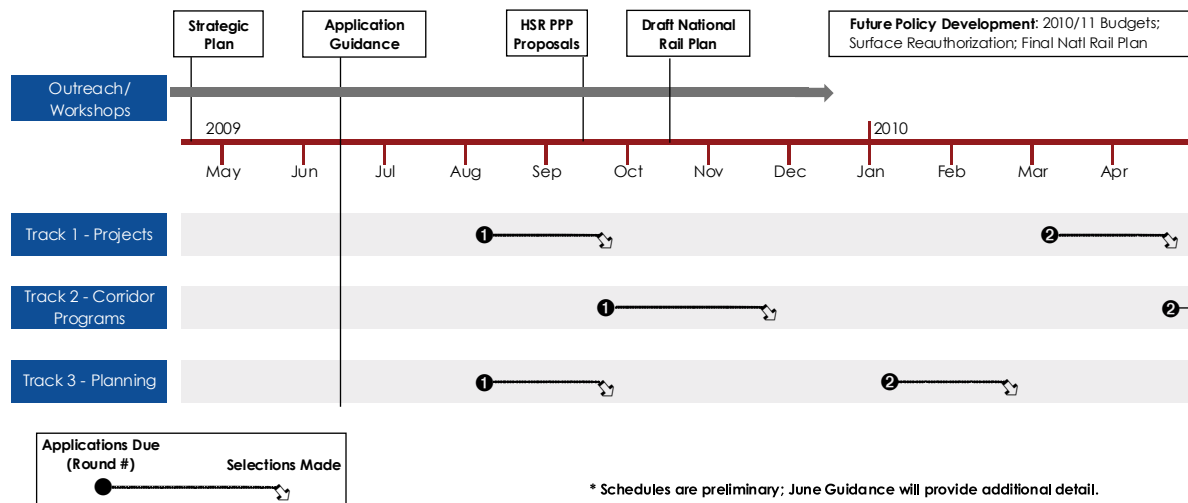 Strategic
Plan
Application
Guidance
HSR PPP
Proposals
Draft National
Rail Plan
Future Policy Development: 2010/11 Budgets;
Surface Reauthorization; Final Natl Rail Plan
Outreach/
Workshops
2009
2010
May
Jun
Jul
Aug
Sep
Oct
Nov
Dec
Jan
Feb
Mar
Apr
Track 1 - Projects
1
2
Track 2 - Corridor
Programs
1
2
Track 3 - Planning
1
2
Applications Due
(Round #)
Selections Made
* Schedules are preliminary; June Guidance will provide additional detail.